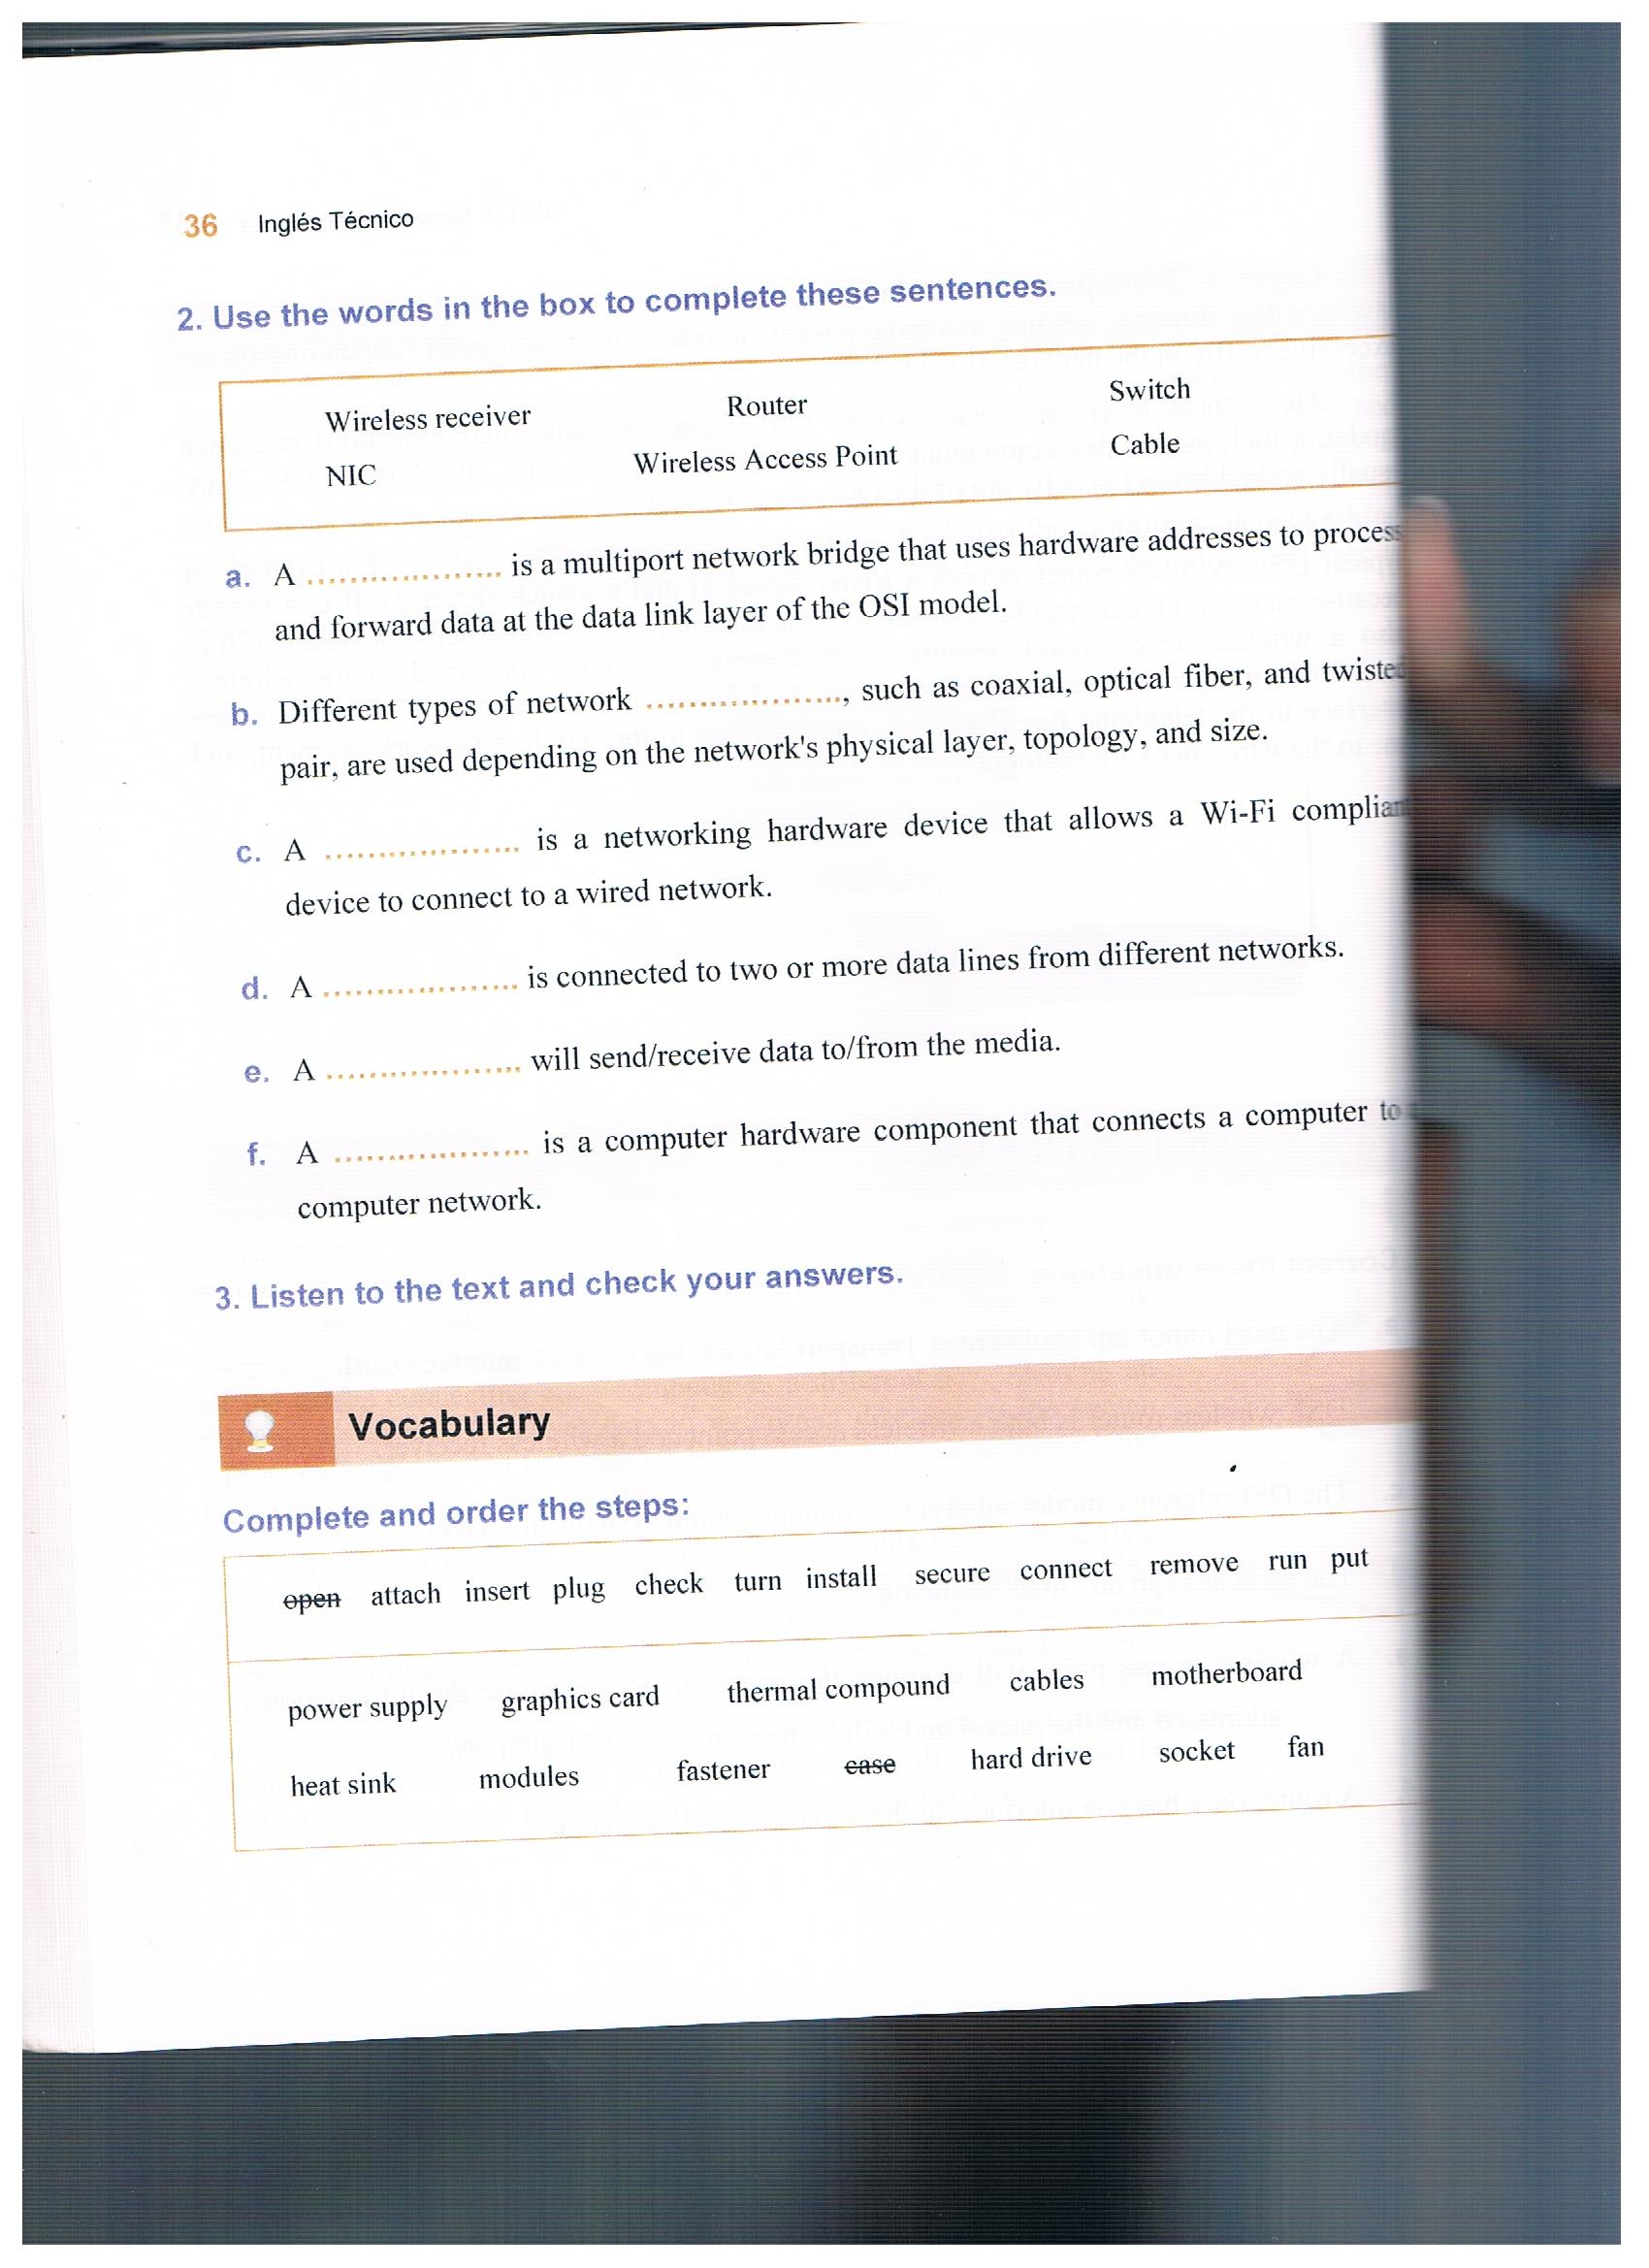 36 Inglés Técnico
2. Use the words in the box to complete these sentences.
Wireless receiver Router Switch
NIC Wireless Access Point Cable
a. A ................... is a multiport network bridge that uses hardware addresses to process
and forward data at the data link layer of the OSI model.
b. Different types of network ..................., such as coaxial, optical fiber, and twisted
pair, are used depending on the network's physical layer, topology, and size.
c. A ................... is a networking hardware device that allows a Wi-Fi compliant
device to connect to a wired network.
d. A ................... is connected to two or more data lines from different networks.
e. A ................... will send/receive data to/from the media.
f. A ................... is a computer hardware component that connects a computer to
computer network.
3. Listen to the text and check your answers.
Vocabulary
Complete and order the steps:
open attach insert plug check turn install secure connect remove run put
power supply graphics card thermal compound cables motherboard
heat sink modules fastener case hard drive socket fan